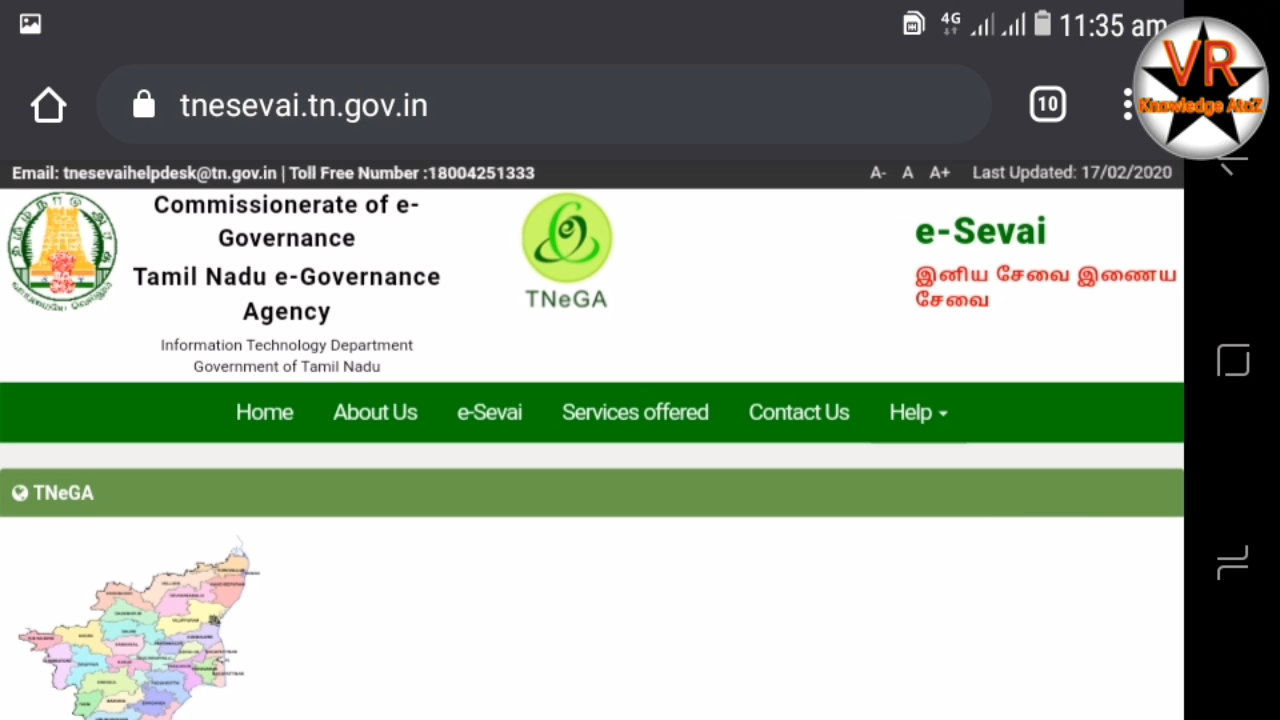 4G 11:35 am
VR
Knowledge AtoZ
tnesevai.tn.gov.in
10
Email: tnesevaihelpdesk@tn.gov.in | Toll Free Number :18004251333
A- A A+ Last Updated: 17/02/2020
Commissionerate of e-
Governance
Tamil Nadu e-Governance
Agency
Information Technology Department
Government of Tamil Nadu
TNeGA
e-Sevai
இனிய சேவை இணைய
சேவை
Home About Us e-Sevai Services offered Contact Us Help
TNeGA